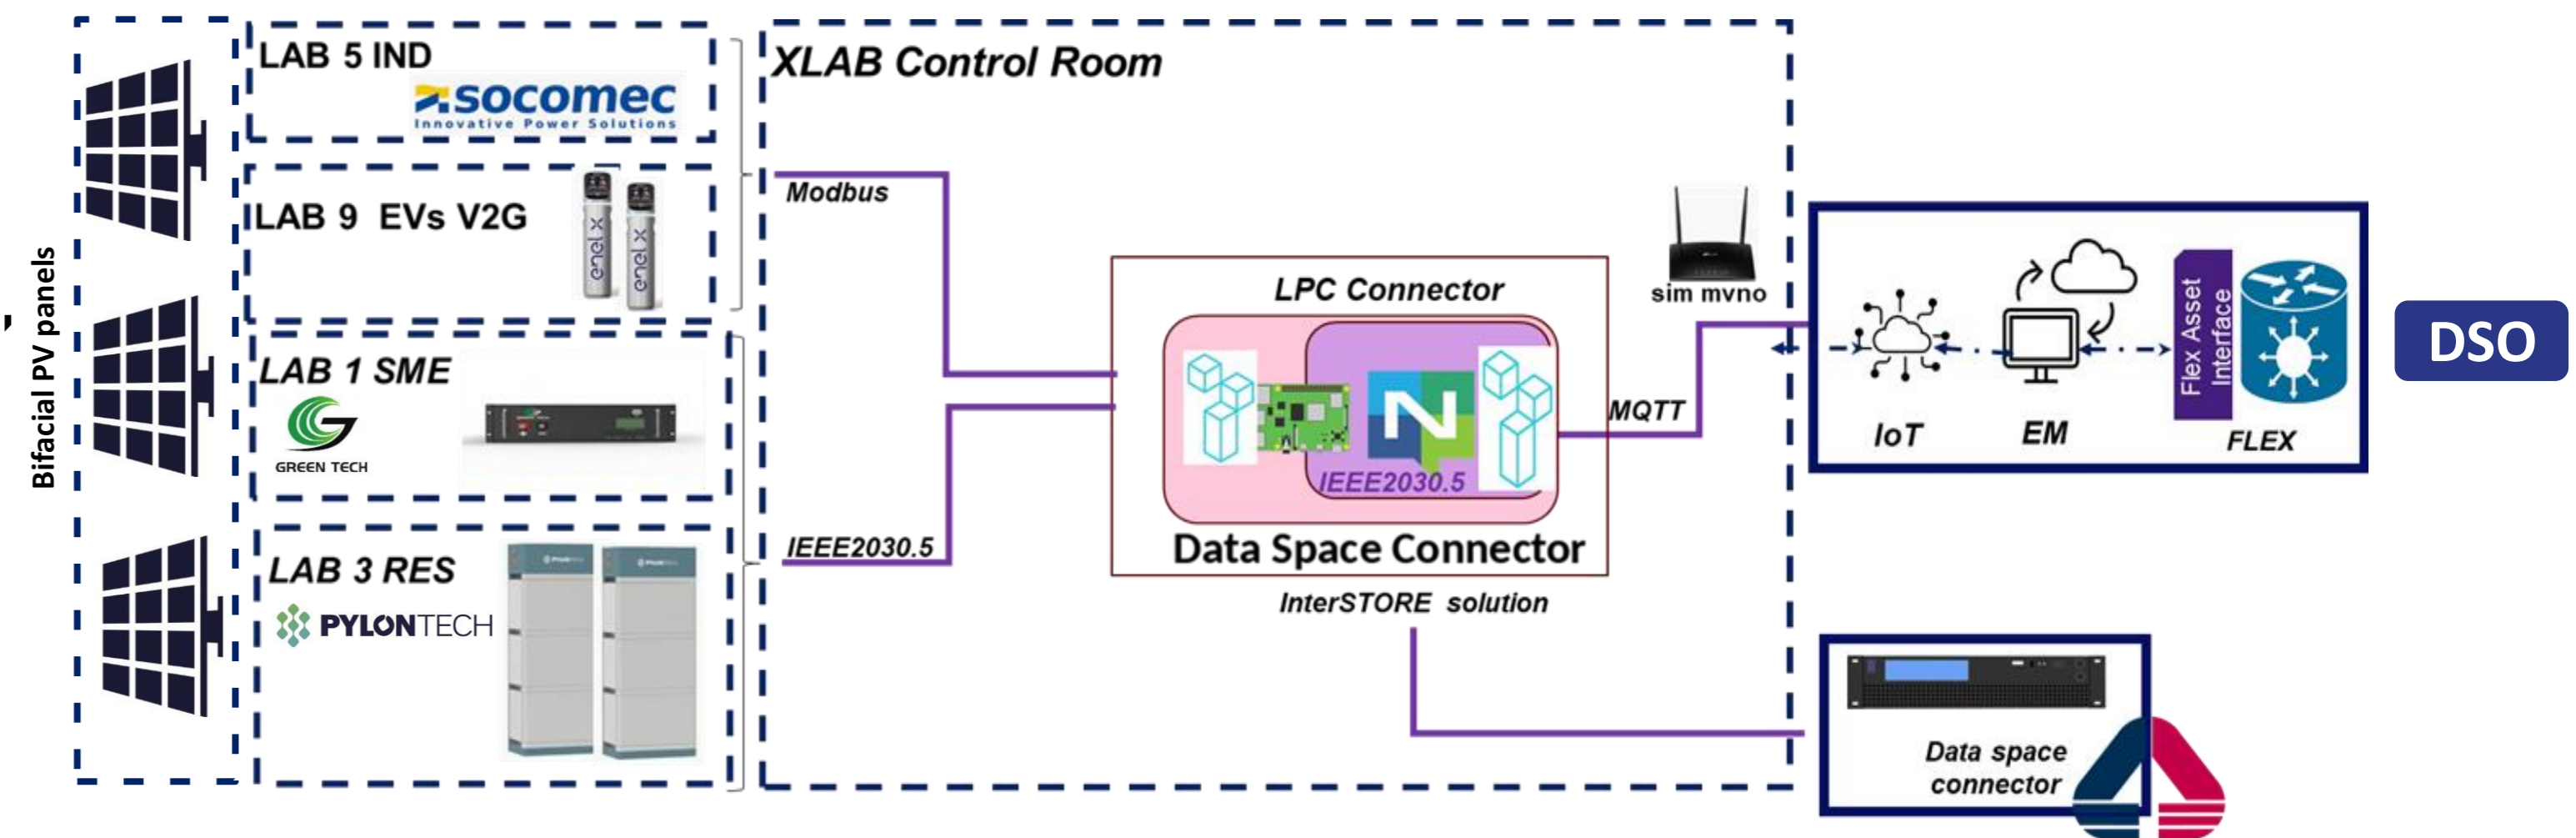 Bifacial PV panels
LAB 5 IND
socomec
Innovative Power Solutions
LAB 9 EVs V2G
enel x
enel x
LAB 1 SME
GREEN TECH
LAB 3 RES
PYLONTECH
XLAB Control Room
Modbus
IEEE2030.5
LPC Connector
N
IEEE2030.5
Data Space Connector
InterSTORE solution
sim mvno
MQTT
IoT
EM
Flex Asset
Interface
FLEX
DSO
Data space
connector